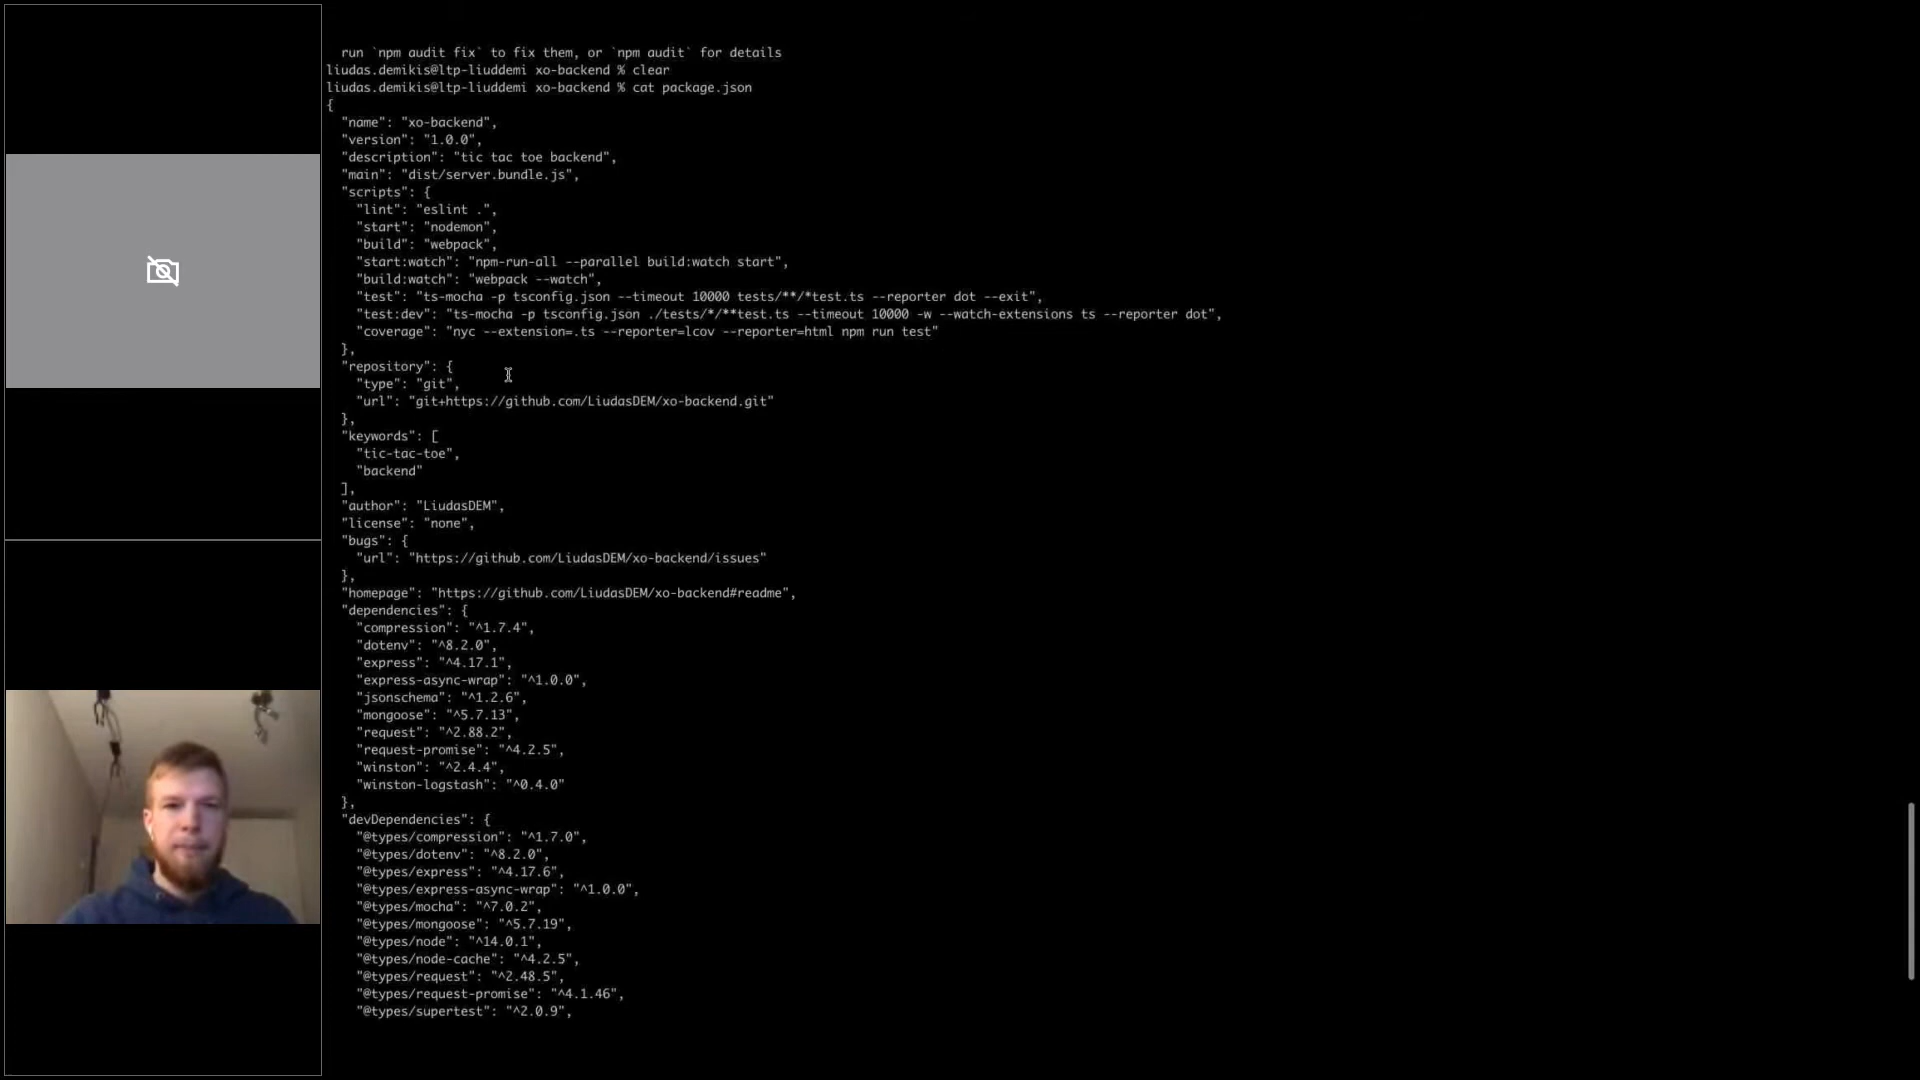 run `npm audit fix` to fix them, or `npm audit` for details
liudas.demikis@ltp-liuddemi xo-backend % clear
liudas.demikis@ltp-liuddemi xo-backend % cat package.json
{
"name": "xo-backend",
"version": "1.0.0",
"description": "tic tac toe backend",
"main": "dist/server.bundle.js",
"scripts": {
"lint": "eslint .",
"start": "nodemon",
"build": "webpack",
"start:watch": "npm-run-all --parallel build:watch start",
"build:watch": "webpack --watch",
"test": "ts-mocha -p tsconfig.json --timeout 10000 tests/**/*test.ts --reporter dot --exit",
"test:dev": "ts-mocha -p tsconfig.json ./tests/*/**test.ts --timeout 10000 -w --watch-extensions ts --reporter dot",
"coverage": "nyc --extension=.ts --reporter=lcov --reporter=html npm run test"
},
"repository": {
"type": "git",
"url": "git+https://github.com/LiudasDEM/xo-backend.git"
},
"keywords": [
"tic-tac-toe",
"backend"
],
"author": "LiudasDEM",
"license": "none",
"bugs": {
"url": "https://github.com/LiudasDEM/xo-backend/issues"
},
"homepage": "https://github.com/LiudasDEM/xo-backend#readme",
"dependencies": {
"compression": "^1.7.4",
"dotenv": "^8.2.0",
"express": "^4.17.1",
"express-async-wrap": "^1.0.0",
"jsonschema": "^1.2.6",
"mongoose": "^5.7.13",
"request": "^2.88.2",
"request-promise": "^4.2.5",
"winston": "^2.4.4",
"winston-logstash": "^0.4.0"
},
"devDependencies": {
"@types/compression": "^1.7.0",
"@types/dotenv": "^8.2.0",
"@types/express": "^4.17.6",
"@types/express-async-wrap": "^1.0.0",
"@types/mocha": "^7.0.2",
"@types/mongoose": "^5.7.19",
"@types/node": "^14.0.1",
"@types/node-cache": "^4.2.5",
"@types/request": "^2.48.5",
"@types/request-promise": "^4.1.46",
"@types/supertest": "^2.0.9",